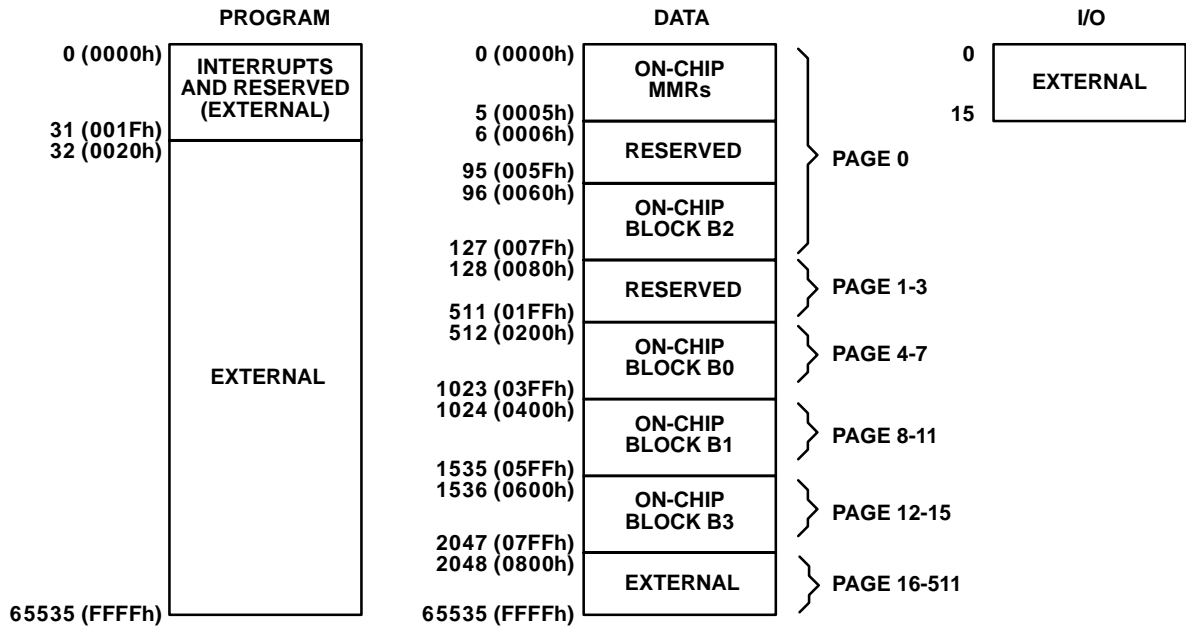 PROGRAM
0 (0000h)
INTERRUPTS
AND RESERVED
(EXTERNAL)
31 (001Fh)
32 (0020h)
EXTERNAL
65535 (FFFFh)
DATA
0 (0000h)
ON-CHIP
MMRs
5 (0005h)
6 (0006h)
RESERVED
95 (005Fh)
96 (0060h)
ON-CHIP
BLOCK B2
127 (007Fh)
PAGE 0
128 (0080h)
RESERVED
511 (01FFh)
PAGE 1-3
512 (0200h)
ON-CHIP
BLOCK B0
1023 (03FFh)
PAGE 4-7
1024 (0400h)
ON-CHIP
BLOCK B1
1535 (05FFh)
PAGE 8-11
1536 (0600h)
ON-CHIP
BLOCK B3
2047 (07FFh)
PAGE 12-15
2048 (0800h)
EXTERNAL
65535 (FFFFh)
PAGE 16-511
I/O
0
EXTERNAL
15